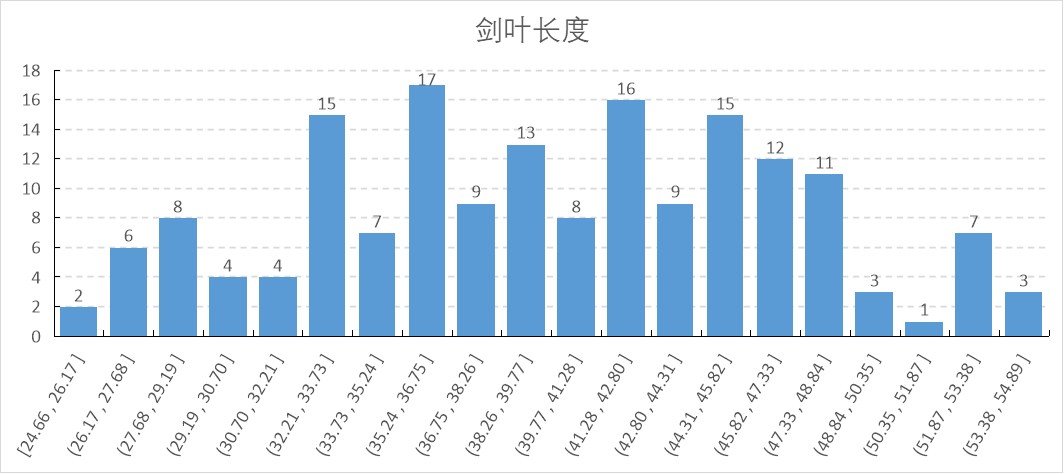 剑叶长度
18
16
14
12
10
8
6
4
2
0
2
6
8
4
4
15
7
17
9
13
8
16
9
15
12
11
3
1
7
3
[24.66 , 26.17 ]
(26.17 , 27.68 ]
(27.68 , 29.19 ]
(29.19 , 30.70 ]
(30.70 , 32.21 ]
(32.21 , 33.73 ]
(33.73 , 35.24 ]
(35.24 , 36.75 ]
(36.75 , 38.26 ]
(38.26 , 39.77 ]
(39.77 , 41.28 ]
(41.28 , 42.80 ]
(42.80 , 44.31 ]
(44.31 , 45.82 ]
(45.82 , 47.33 ]
(47.33 , 48.84 ]
(48.84 , 50.35 ]
(50.35 , 51.87 ]
(51.87 , 53.38 ]
(53.38 , 54.89 ]